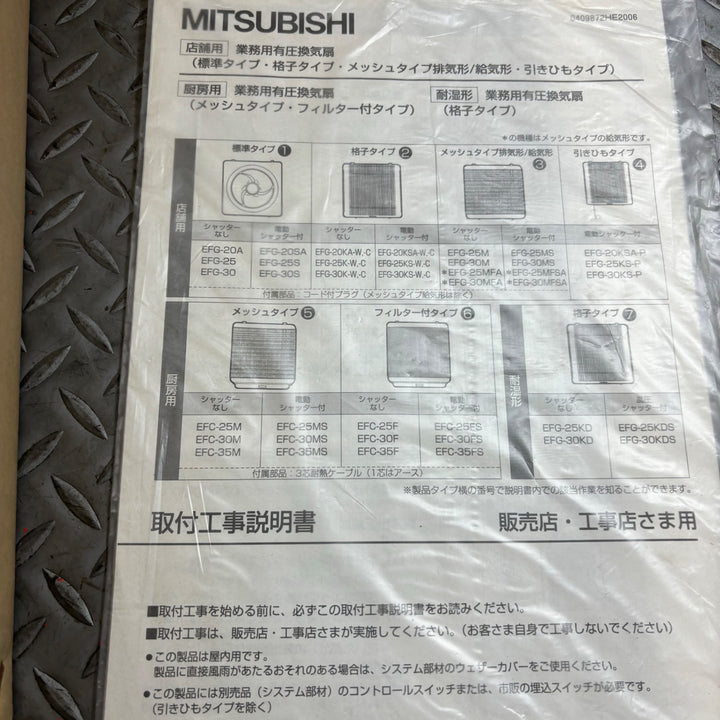 MITSUBISHI
0409872HE2006
店舗用 業務用有圧換気扇
（標準タイプ・格子タイプ・メッシュタイプ排気形/給気形・引きひもタイプ）
厨房用 業務用有圧換気扇
（メッシュタイプ・フィルター付タイプ）
耐湿形 業務用有圧換気扇
（格子タイプ）
＊の機種はメッシュタイプの給気形です。
店舗用
標準タイプ❶ 格子タイプ❷ メッシュタイプ排気形/給気形❸ 引きひもタイプ❹
シャッターなし 電動シャッター付 シャッターなし 電動シャッター付 シャッターなし 電動シャッター付 電動シャッター付
EFG-20A EFG-20SA EFG-20KA-W,-C EFG-20KSA-W,-C EFG-25M EFG-25MS EFG-20KSA-P
EFG-25 EFG-25S EFG-25K-W,-C EFG-25KS-W,-C EFG-30M EFG-30MS EFG-25KS-P
EFG-30 EFG-30S EFG-30K-W,-C EFG-30KS-W,-C ＊EFG-25MFA ＊EFG-25MFSA EFG-30KS-P
＊EFG-30MFA ＊EFG-30MFSA
付属部品：コード付プラグ（メッシュタイプ給気形は除く）
厨房用
メッシュタイプ❺ フィルター付タイプ❻
シャッターなし 電動シャッター付 シャッターなし 電動シャッター付
EFC-25M EFC-25MS EFC-25F EFC-25FS
EFC-30M EFC-30MS EFC-30F EFC-30FS
EFC-35M EFC-35MS EFC-35F EFC-35FS
付属部品：3芯耐熱ケーブル（1芯はアース）
耐湿形
格子タイプ❼
シャッターなし シャッター付
EFG-25KD EFG-25KDS
EFG-30KD EFG-30KDS
※製品タイプ横の番号で説明書内での該当作業を知ることができます。
取付工事説明書 販売店・工事店さま用
■取付工事を始める前に、必ずこの取付工事説明書をお読みください。
■取付工事は、販売店・工事店さまが実施してください。（お客さま自身で工事しないでください）
●この製品は屋内用です。
製品に直接風雨があたるおそれのある場合は、システム部材のウェザーカバーをご使用ください。
●この製品には別売品（システム部材）のコントロールスイッチまたは、市販の埋込スイッチが必要です。
（引きひもタイプを除く）